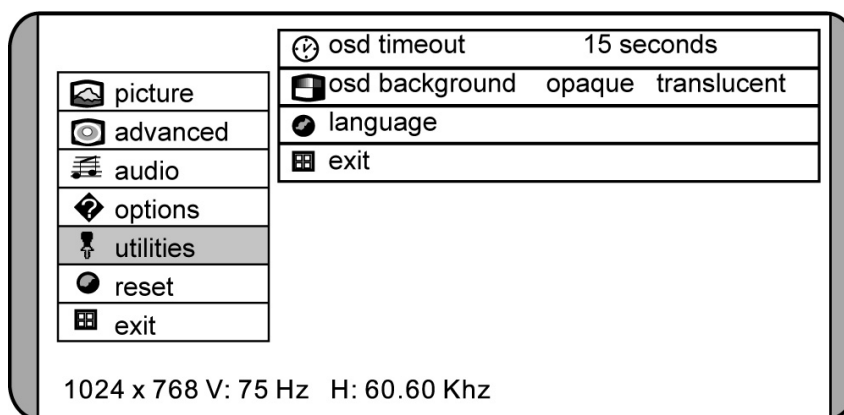 osd timeout 15 seconds
osd background opaque translucent
language
exit
picture
advanced
audio
options
utilities
reset
exit
1024 x 768 V: 75 Hz H: 60.60 Khz